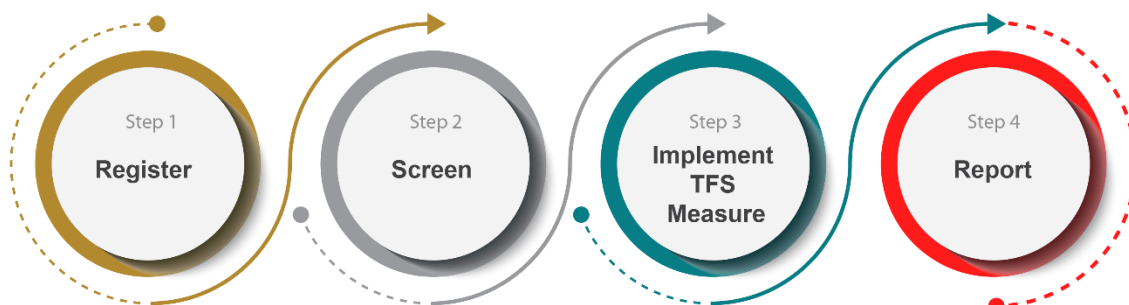 Step 1
Register
Step 2
Screen
Step 3
Implement
TFS
Measure
Step 4
Report